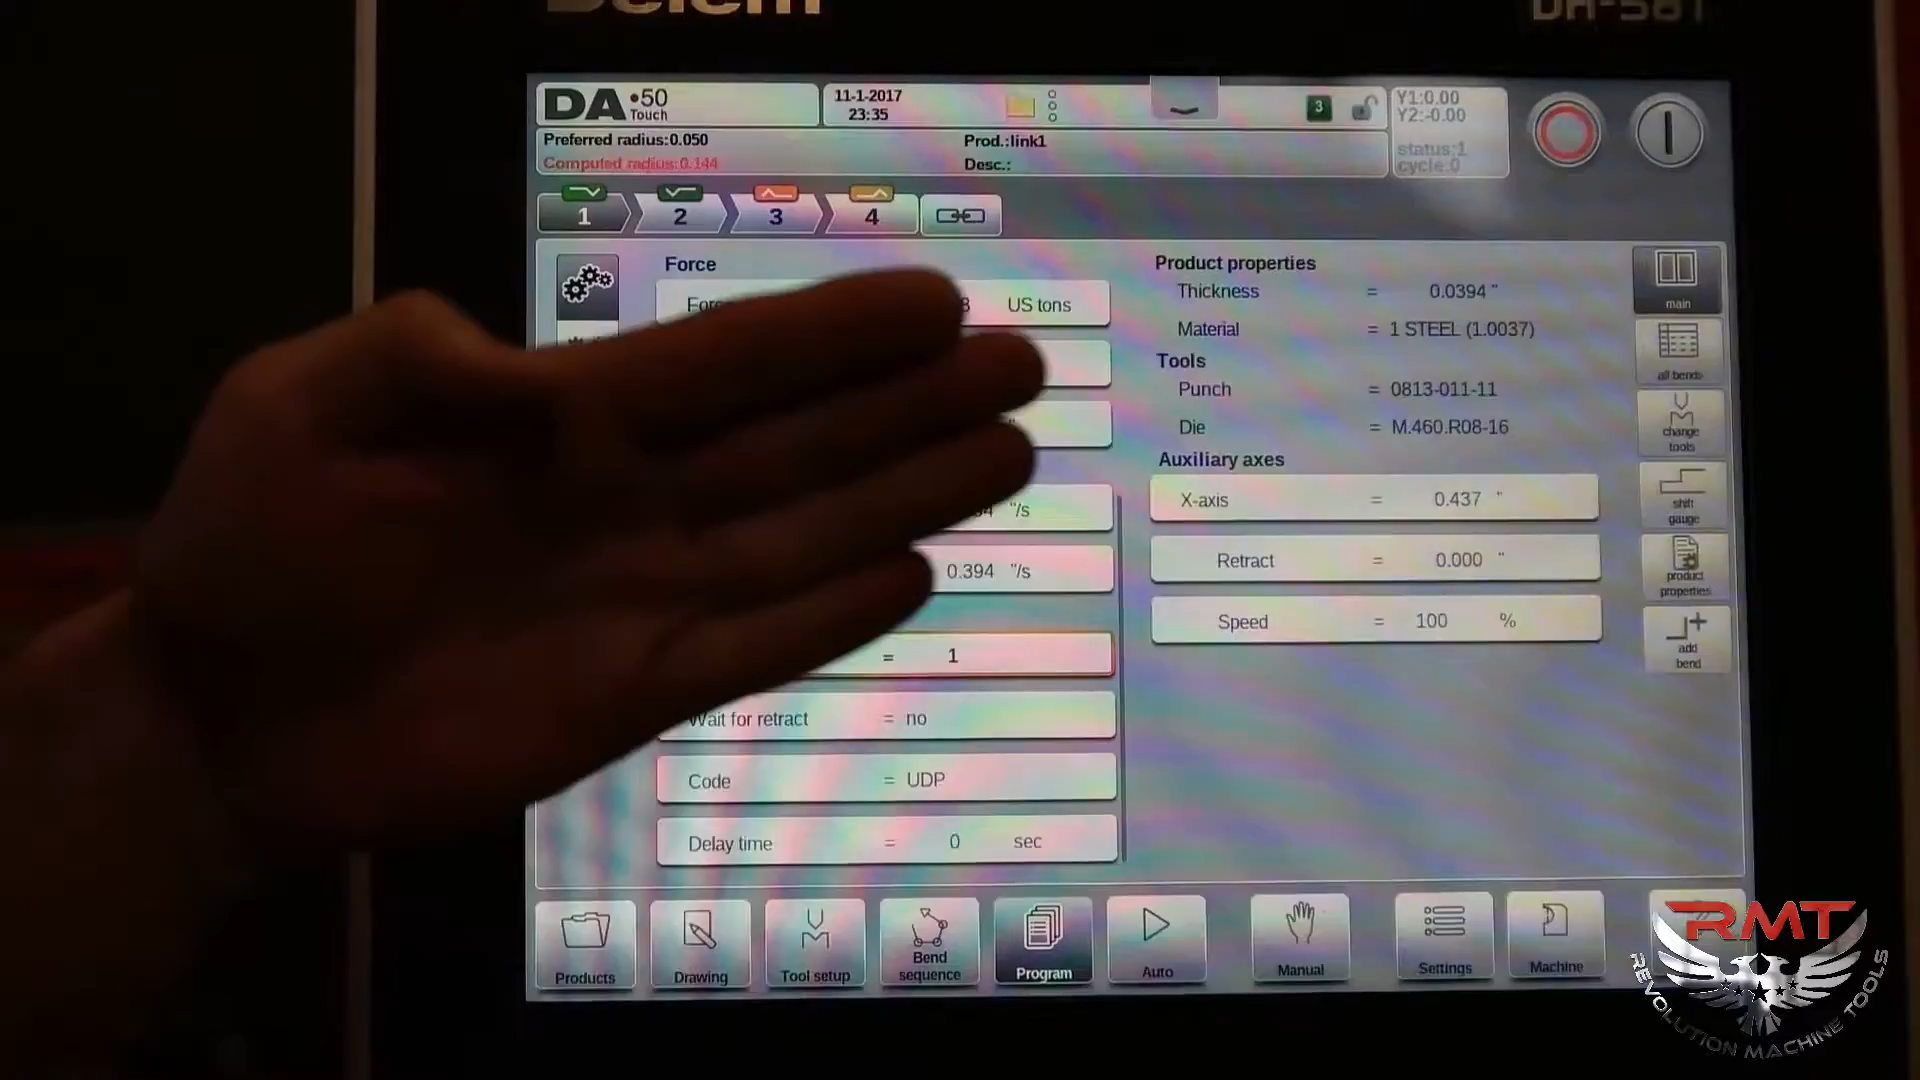 Delem
DA-58T
DA•50
Touch
11-1-2017
23:35
3
Y1:0.00
Y2:-0.00
status:1
cycle:0
Preferred radius:0.050
Computed radius:0.144
Prod.:link1
Desc.:
1
2
3
4
Force
US tons
"/s
0.394 "/s
= 1
Wait for retract = no
Code = UDP
Delay time = 0 sec
Product properties
Thickness = 0.0394 "
Material = 1 STEEL (1.0037)
Tools
Punch = 0813-011-11
Die = M.460.R08-16
Auxiliary axes
X-axis = 0.437 "
Retract = 0.000 "
Speed = 100 %
main
all bends
change
tools
shift
gauge
product
properties
add
bend
Products
Drawing
Tool setup
Bend
sequence
Program
Auto
Manual
Settings
Machine
RMT
REVOLUTION MACHINE TOOLS